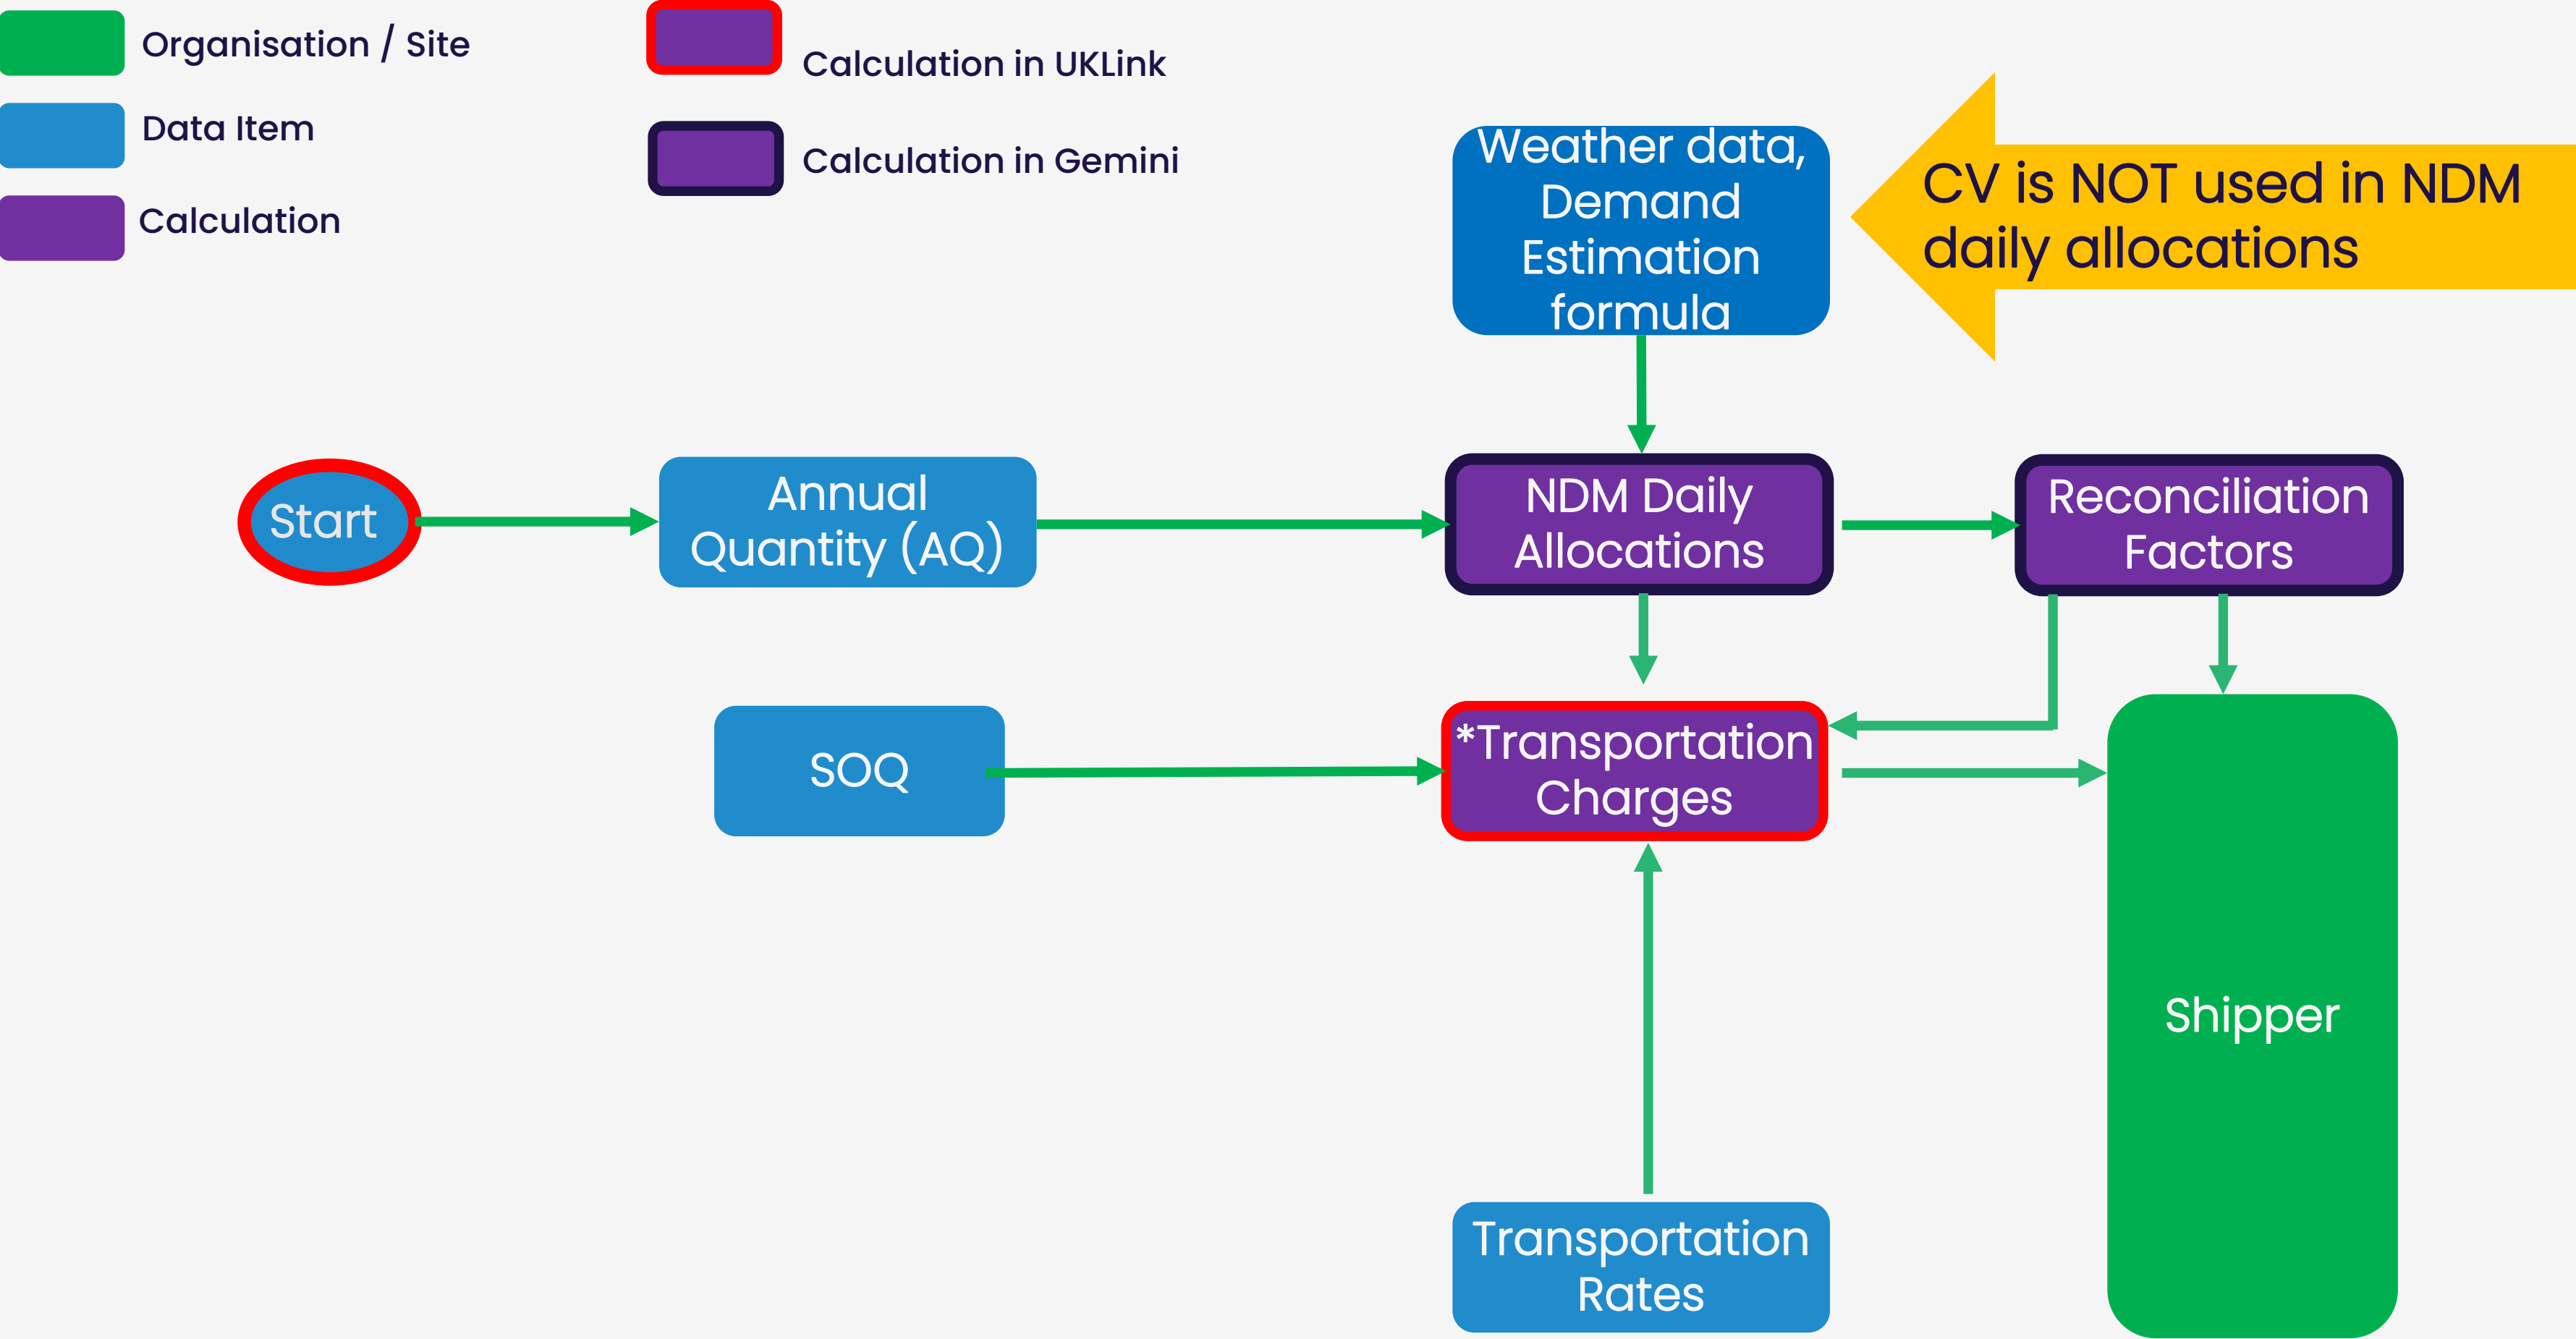 Organisation / Site
Data Item
Calculation
Calculation in UKLink
Calculation in Gemini
Weather data,
Demand
Estimation
formula
CV is NOT used in NDM
daily allocations
Start
Annual
Quantity (AQ)
NDM Daily
Allocations
Reconciliation
Factors
SOQ
*Transportation
Charges
Shipper
Transportation
Rates